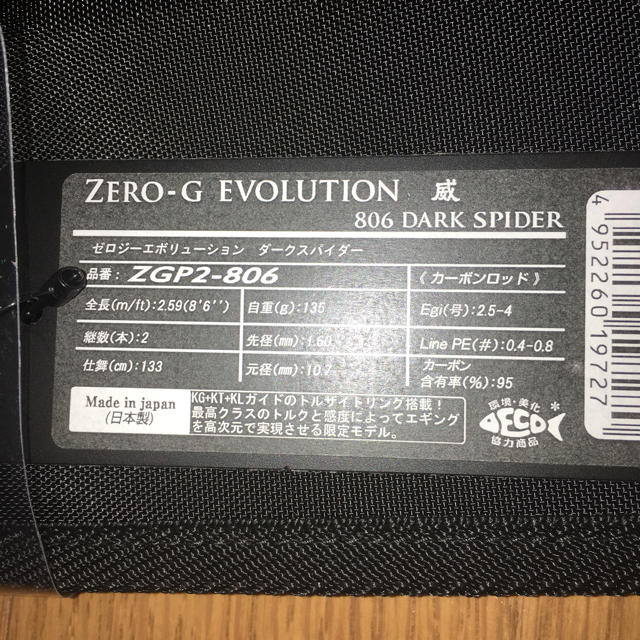 ZERO-G EVOLUTION 威
806 DARK SPIDER
ゼロジーエボリューション ダークスパイダー
品番: ZGP2-806 《カーボンロッド》
全長(m/ft):2.59(8'6'') 自重(g):135 Egi(号):2.5-4
継数(本):2 先径(mm):1.60 Line PE(#):0.4-0.8
仕舞(cm):133 元径(mm):10.7 カーボン
含有率(%):95
Made in japan
(日本製)
KG+KT+KLガイドのトルザイトリング搭載!
最高クラスのトルクと感度によってエギング
を高次元で実現させる限定モデル。
環境・美化
ECO
協力商品
4952260197271